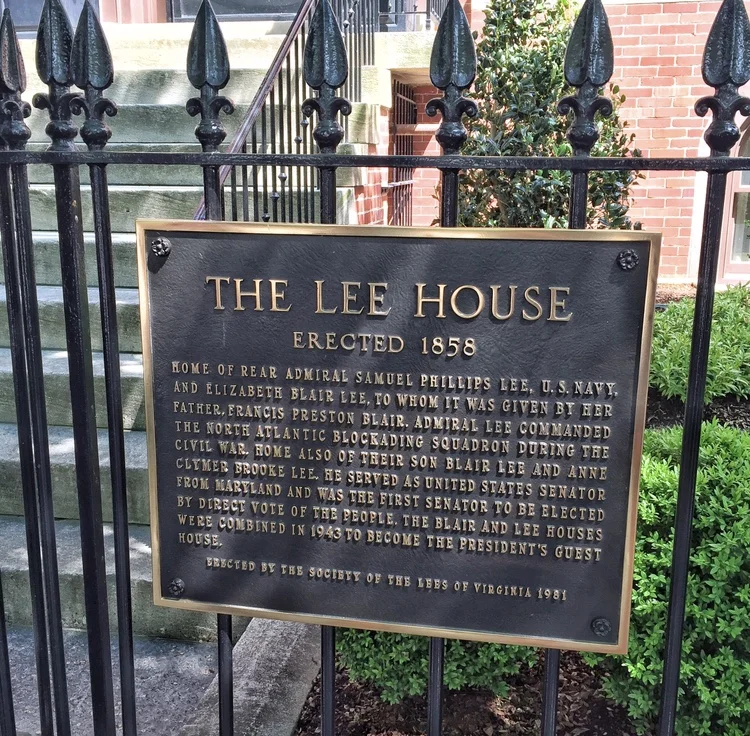 THE LEE HOUSE
ERECTED 1858
HOME OF REAR ADMIRAL SAMUEL PHILLIPS LEE, U.S. NAVY,
AND ELIZABETH BLAIR LEE, TO WHOM IT WAS GIVEN BY HER
FATHER, FRANCIS PRESTON BLAIR. ADMIRAL LEE COMMANDED
THE NORTH ATLANTIC BLOCKADING SQUADRON DURING THE
CIVIL WAR. HOME ALSO OF THEIR SON BLAIR LEE AND ANNE
CLYMER BROOKE LEE. HE SERVED AS UNITED STATES SENATOR
FROM MARYLAND AND WAS THE FIRST SENATOR TO BE ELECTED
BY DIRECT VOTE OF THE PEOPLE. THE BLAIR AND LEE HOUSES
WERE COMBINED IN 1943 TO BECOME THE PRESIDENT'S GUEST
HOUSE.
ERECTED BY THE SOCIETY OF THE LEES OF VIRGINIA 1981